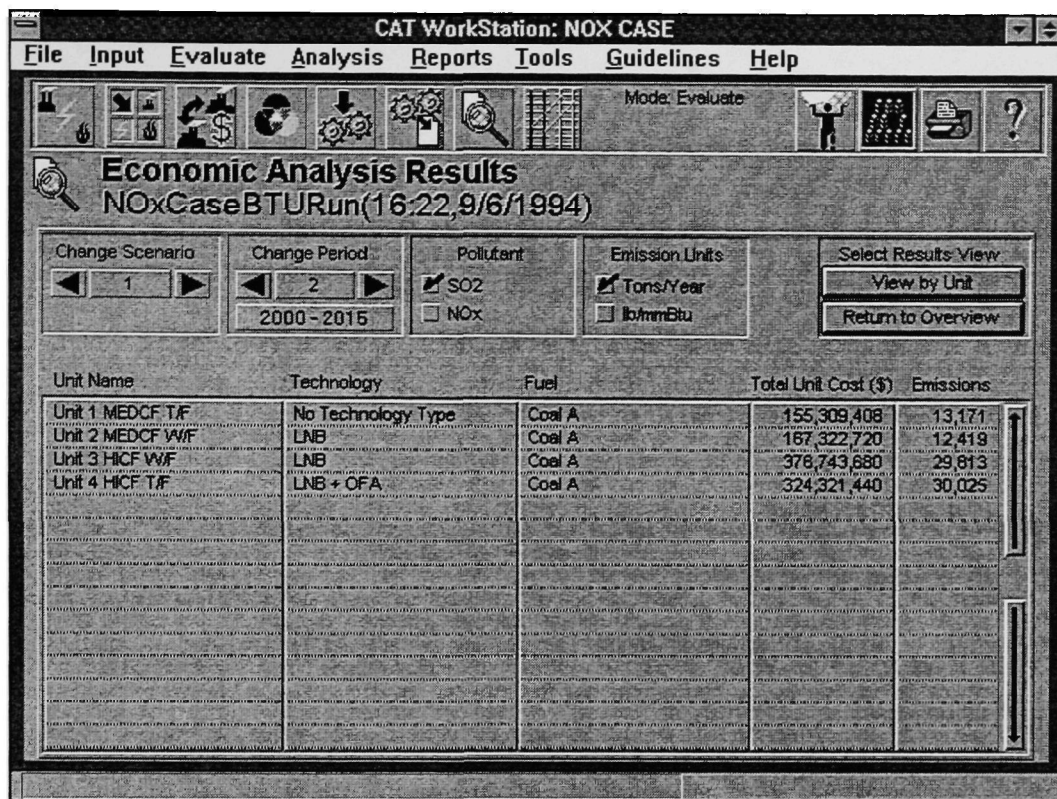 CAT WorkStation: NOX CASE
File Input Evaluate Analysis Reports Tools Guidelines Help
Mode: Evaluate
Economic Analysis Results
NOxCaseBTURun(16:22,9/6/1994)
Change Scenario Change Period Pollutant Emission Units Select Results View
1 2 SO2 Tons/Year View by Unit
2000-2015 NOx lb/mmBtu Return to Overview
Unit Name Technology Fuel Total Unit Cost ($) Emissions
Unit 1 MEDCF T/F No Technology Type Coal A 155,309,408 13,171
Unit 2 MEDCF W/F LNB Coal A 167,322,720 12,419
Unit 3 HICF W/F LNB Coal A 376,743,680 29,613
Unit 4 HICF T/F LNB + OFA Coal A 324,321,440 30,025